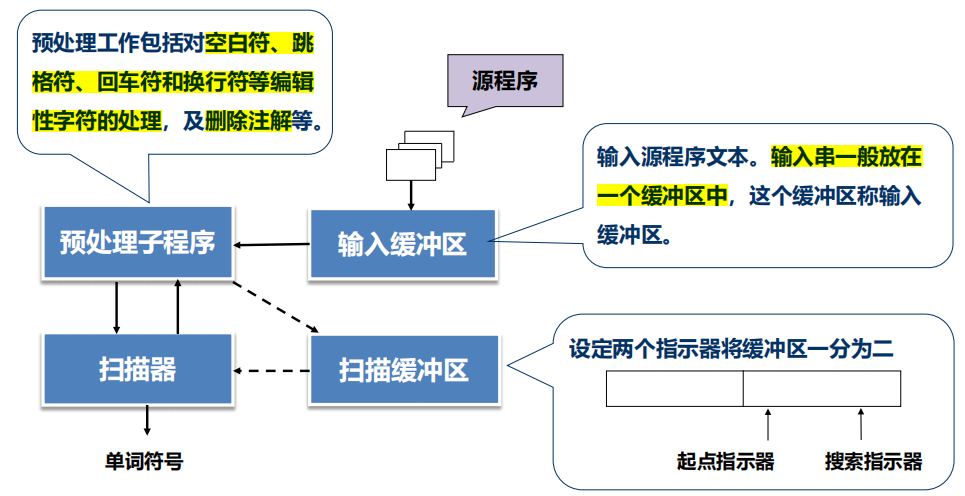 预处理工作包括对空白符、跳
格符、回车符和换行符等编辑
性字符的处理，及删除注解等。
源程序
输入源程序文本。输入串一般放在
一个缓冲区中，这个缓冲区称输入
缓冲区。
预处理子程序
输入缓冲区
扫描器
扫描缓冲区
设定两个指示器将缓冲区一分为二
起点指示器
搜索指示器
单词符号